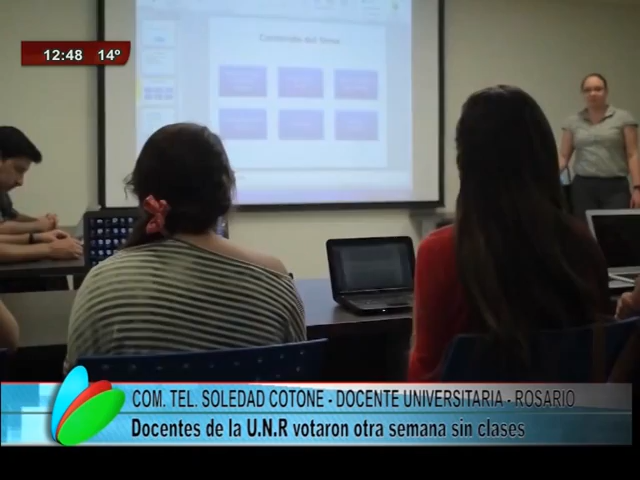 12:48 14º
Contenido del tema
COM. TEL. SOLEDAD COTONE - DOCENTE UNIVERSITARIA - ROSARIO
Docentes de la U.N.R votaron otra semana sin clases